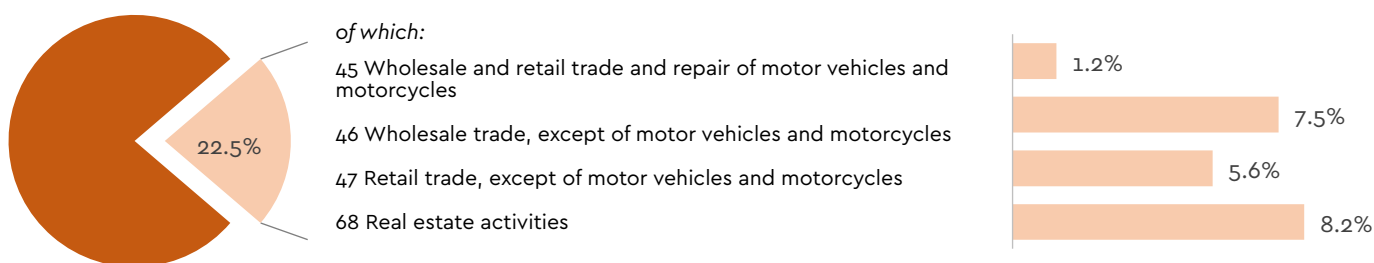 of which:
45 Wholesale and retail trade and repair of motor vehicles and
motorcycles
46 Wholesale trade, except of motor vehicles and motorcycles
47 Retail trade, except of motor vehicles and motorcycles
68 Real estate activities
22.5%
1.2%
7.5%
5.6%
8.2%